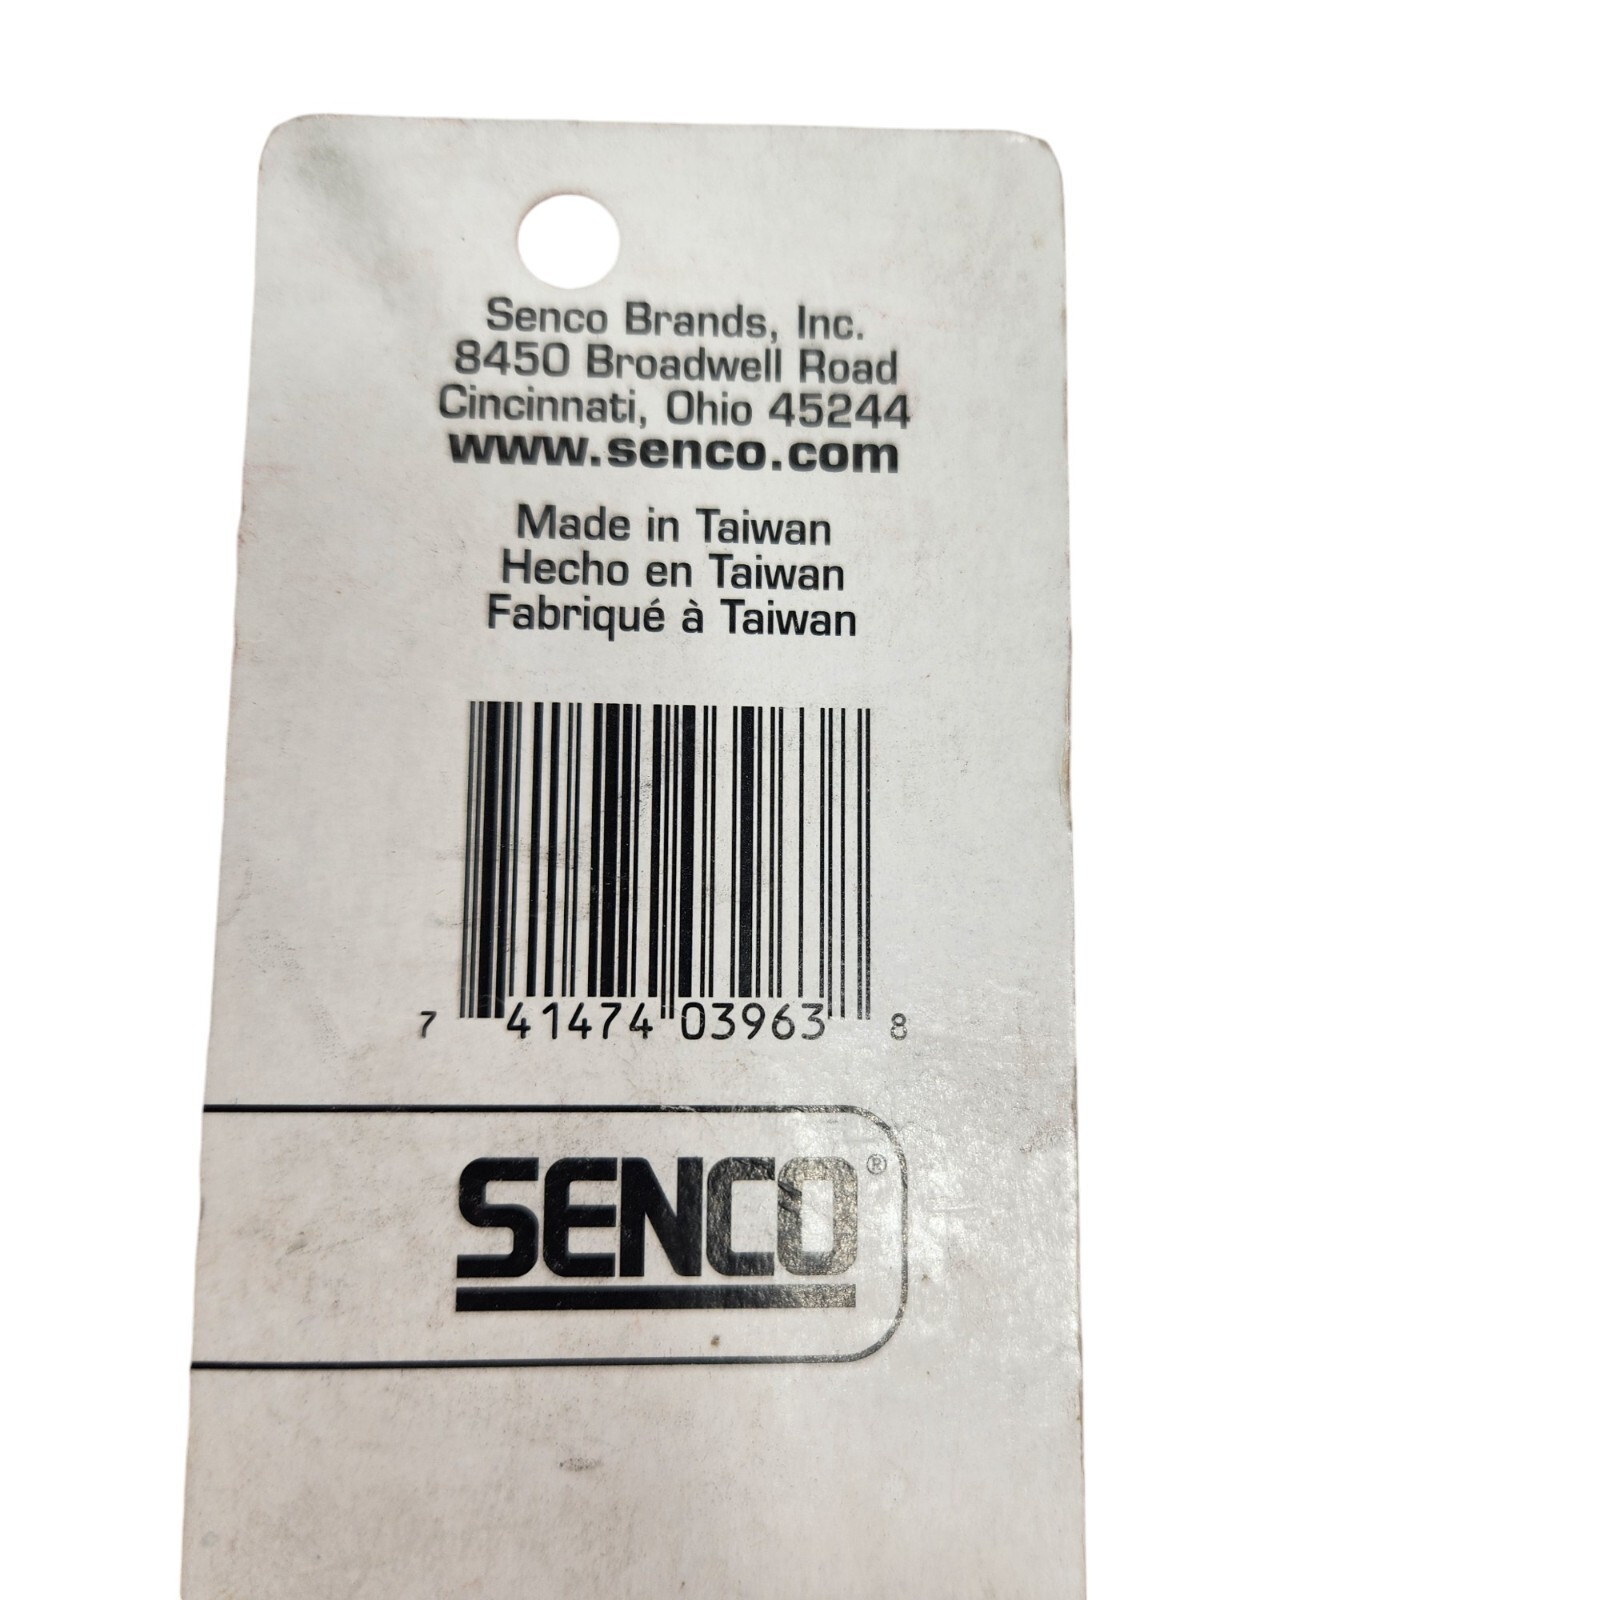 Senco Brands, Inc.
8450 Broadwell Road
Cincinnati, Ohio 45244
www.senco.com
Made in Taiwan
Hecho en Taiwan
Fabriqué à Taiwan
7 41474 03963 8
SENCO®